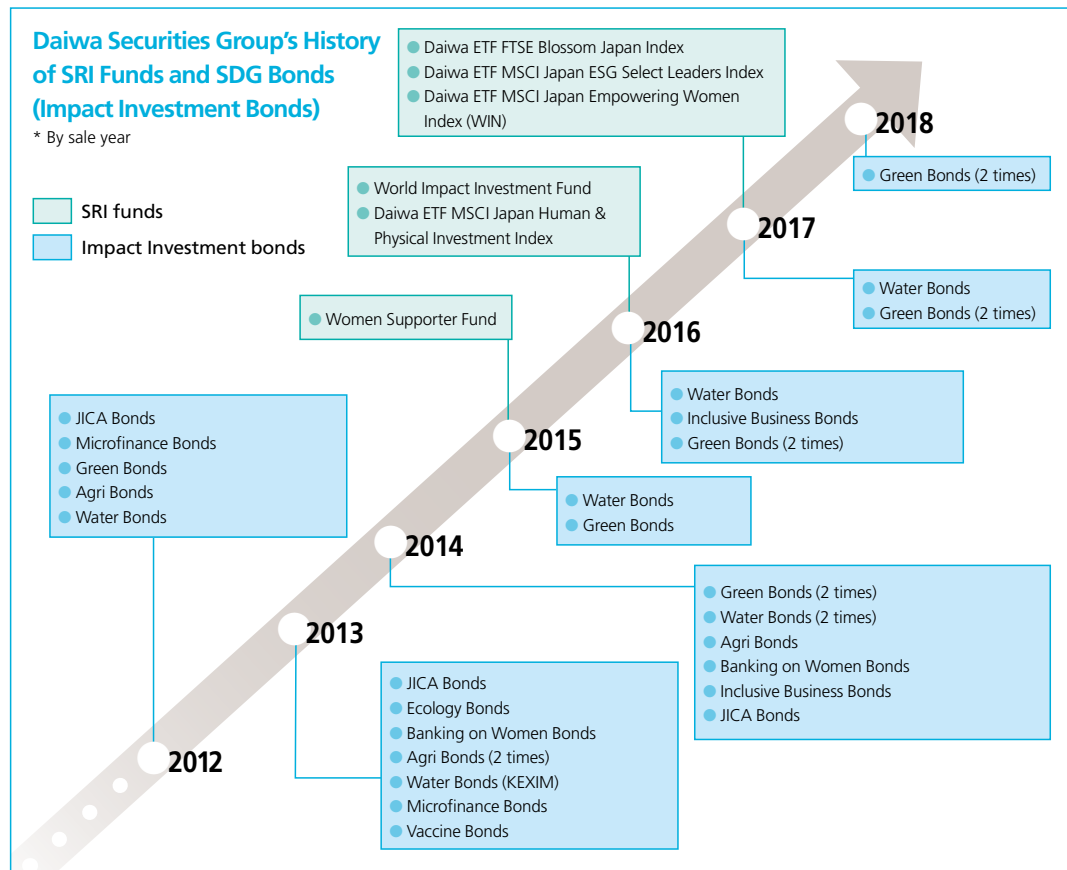 Daiwa Securities Group's History
of SRI Funds and SDG Bonds
(Impact Investment Bonds)
* By sale year
SRI funds
Impact Investment bonds
Daiwa ETF FTSE Blossom Japan Index
Daiwa ETF MSCI Japan ESG Select Leaders Index
Daiwa ETF MSCI Japan Empowering Women
Index (WIN)
2018
Green Bonds (2 times)
World Impact Investment Fund
Daiwa ETF MSCI Japan Human &
Physical Investment Index
2017
Water Bonds
Green Bonds (2 times)
Women Supporter Fund
2016
Water Bonds
Inclusive Business Bonds
Green Bonds (2 times)
2015
Water Bonds
Green Bonds
JICA Bonds
Microfinance Bonds
Green Bonds
Agri Bonds
Water Bonds
2014
Green Bonds (2 times)
Water Bonds (2 times)
Agri Bonds
Banking on Women Bonds
Inclusive Business Bonds
JICA Bonds
2013
JICA Bonds
Ecology Bonds
Banking on Women Bonds
Agri Bonds (2 times)
Water Bonds (KEXIM)
Microfinance Bonds
Vaccine Bonds
2012